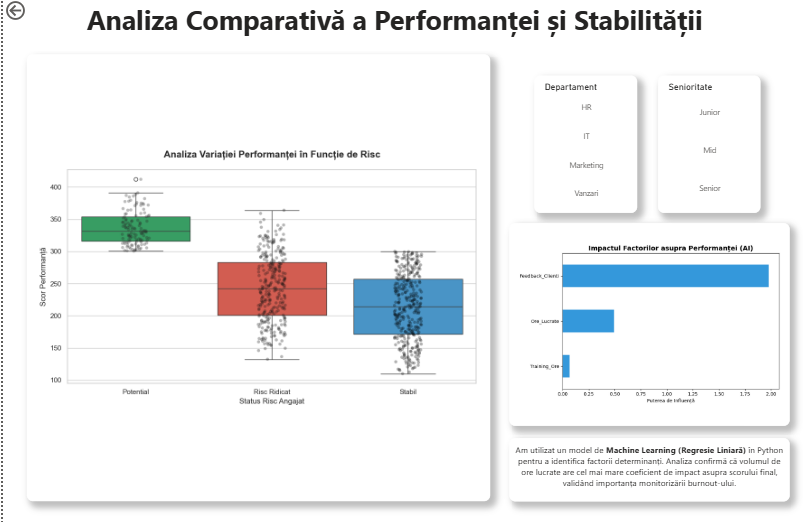 Analiza Comparativă a Performanței și Stabilității
Analiza Variației Performanței în Funcție de Risc
Scor Performanță
400
350
300
250
200
150
100
Potential
Risc Ridicat
Stabil
Status Risc Angajat
Departament
HR
IT
Marketing
Vanzari
Senioritate
Junior
Mid
Senior
Impactul Factorilor asupra Performanței (AI)
Feedback_Clienti
Ore_Lucrate
Training_Ore
0.00
0.25
0.50
0.75
1.00
1.25
1.50
1.75
2.00
Puterea de Influență
Am utilizat un model de Machine Learning (Regresie Liniară) în Python
pentru a identifica factorii determinanți. Analiza confirmă că volumul de
ore lucrate are cel mai mare coeficient de impact asupra scorului final,
validând importanța monitorizării burnout-ului.